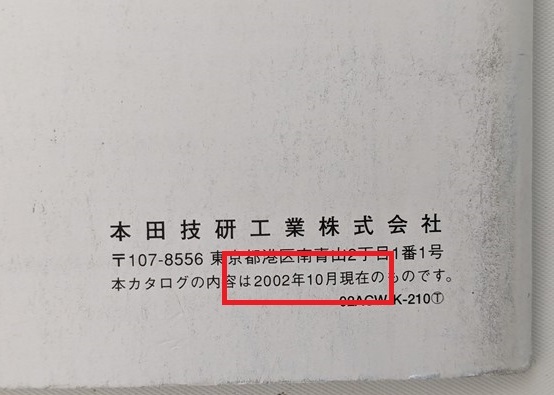 本田技研工業株式会社
〒107-8556 東京都港区南青山2丁目1番1号
本カタログの内容は2002年10月現在のものです。
02ACW-K-210Ⓣ